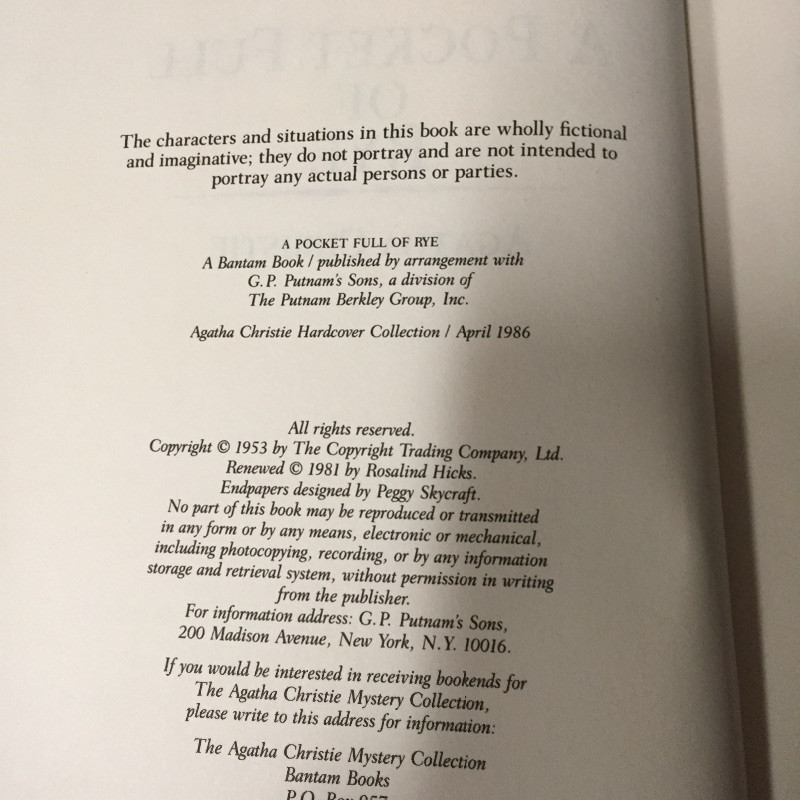 The characters and situations in this book are wholly fictional
and imaginative; they do not portray and are not intended to
portray any actual persons or parties.
A POCKET FULL OF RYE
A Bantam Book / published by arrangement with
G.P. Putnam's Sons, a division of
The Putnam Berkley Group, Inc.
Agatha Christie Hardcover Collection / April 1986
All rights reserved.
Copyright © 1953 by The Copyright Trading Company, Ltd.
Renewed © 1981 by Rosalind Hicks.
Endpapers designed by Peggy Skycraft.
No part of this book may be reproduced or transmitted
in any form or by any means, electronic or mechanical,
including photocopying, recording, or by any information
storage and retrieval system, without permission in writing
from the publisher.
For information address: G.P. Putnam's Sons,
200 Madison Avenue, New York, N.Y. 10016.
If you would be interested in receiving bookends for
The Agatha Christie Mystery Collection,
please write to this address for information:
The Agatha Christie Mystery Collection
Bantam Books
P.O. Box